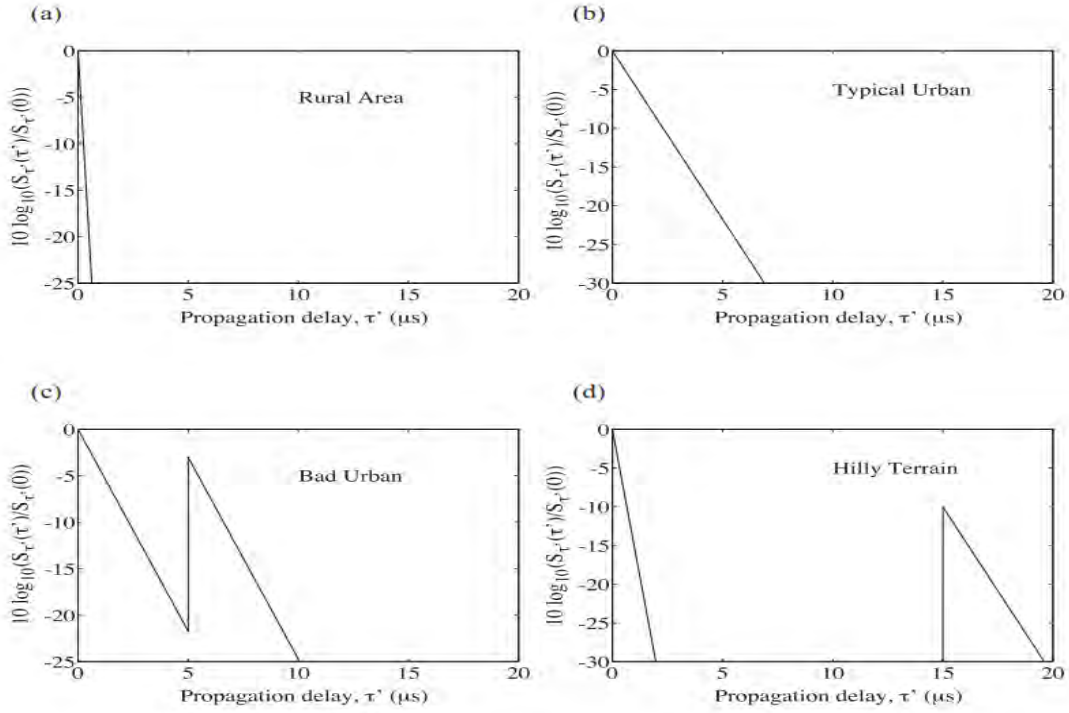 (a)
10 log10(Sτ'(τ')/Sτ'(0))
0
-5
-10
-15
-20
-25
Rural Area
0 5 10 15 20
Propagation delay, τ' (μs)
(b)
10 log10(Sτ'(τ')/Sτ'(0))
0
-5
-10
-15
-20
-25
-30
Typical Urban
0 5 10 15 20
Propagation delay, τ' (μs)
(c)
10 log10(Sτ'(τ')/Sτ'(0))
0
-5
-10
-15
-20
-25
Bad Urban
0 5 10 15 20
Propagation delay, τ' (μs)
(d)
10 log10(Sτ'(τ')/Sτ'(0))
0
-5
-10
-15
-20
-25
-30
Hilly Terrain
0 5 10 15 20
Propagation delay, τ' (μs)